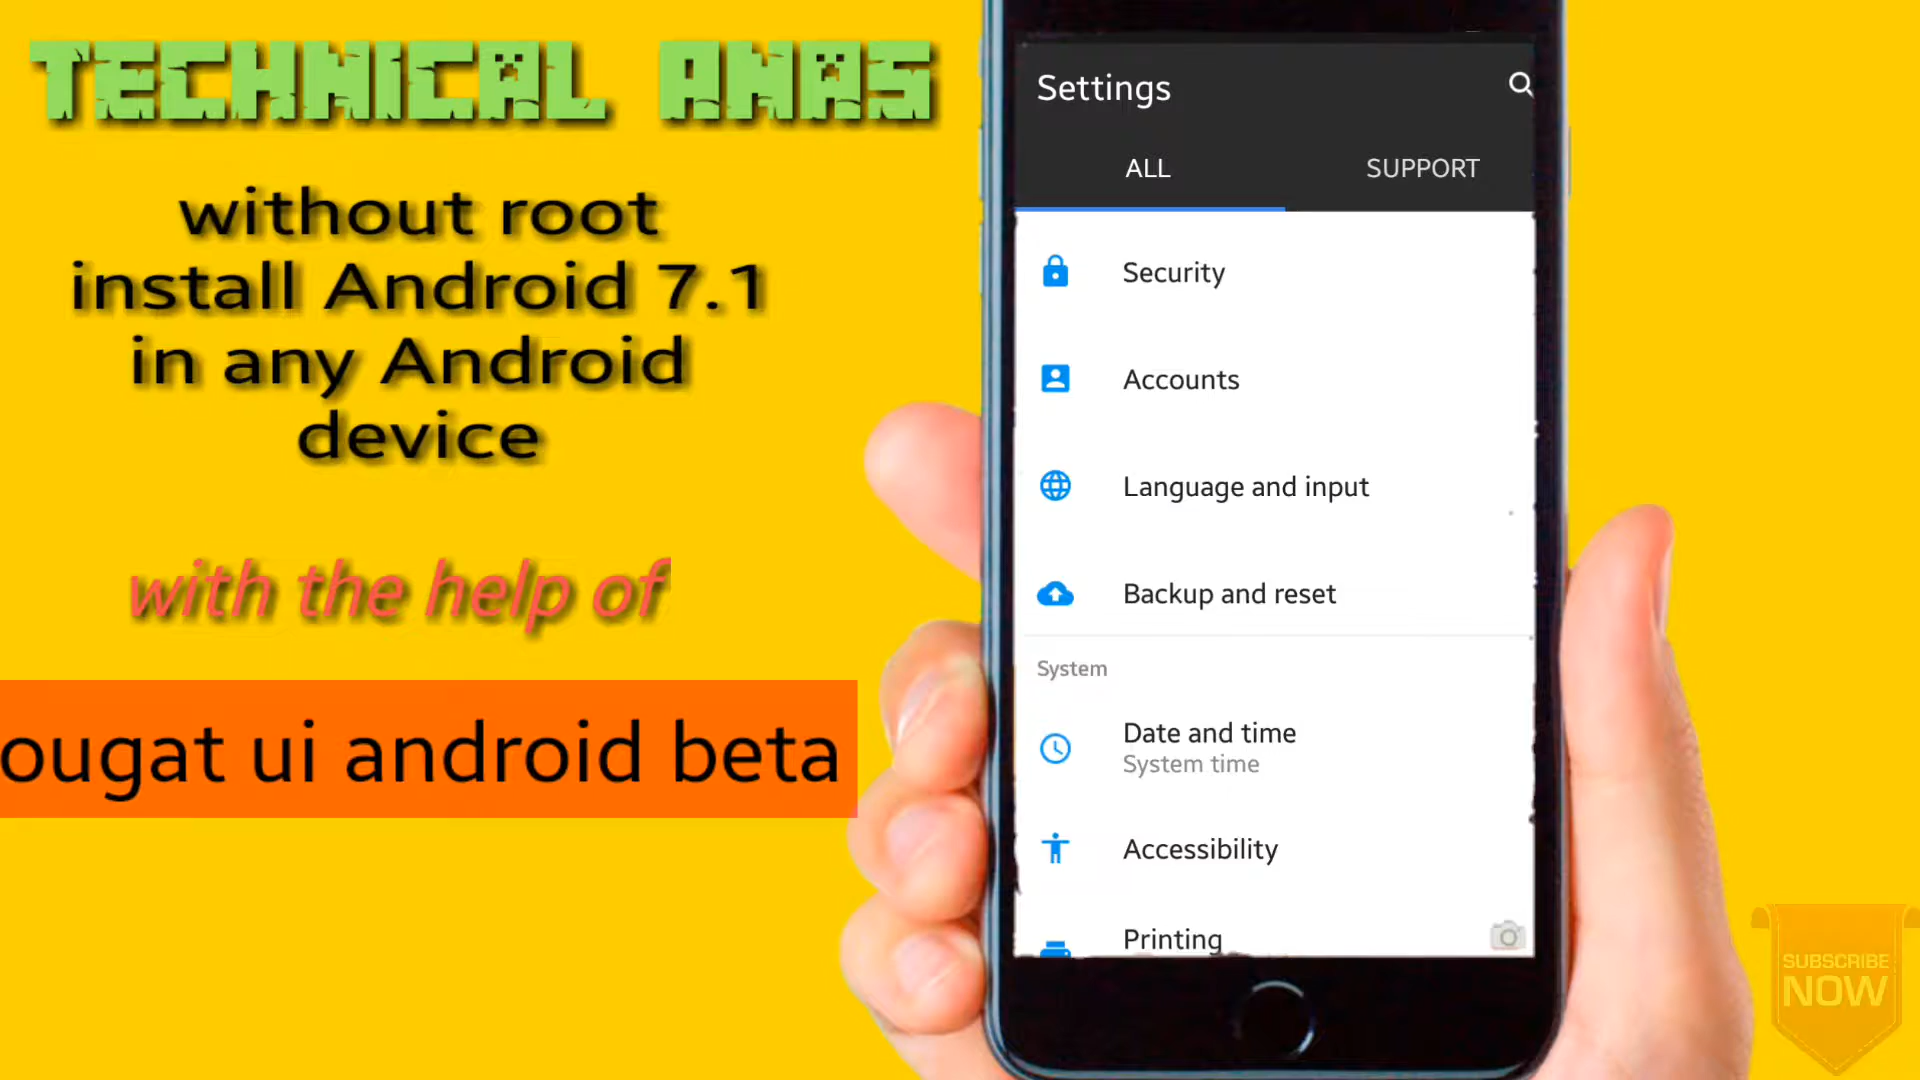 TECHNICAL ANAS
without root
install Android 7.1
in any Android
device
with the help of
ougat ui android beta
Settings
ALL SUPPORT
Security
Accounts
Language and input
Backup and reset
System
Date and time
System time
Accessibility
Printing
SUBSCRIBE
NOW